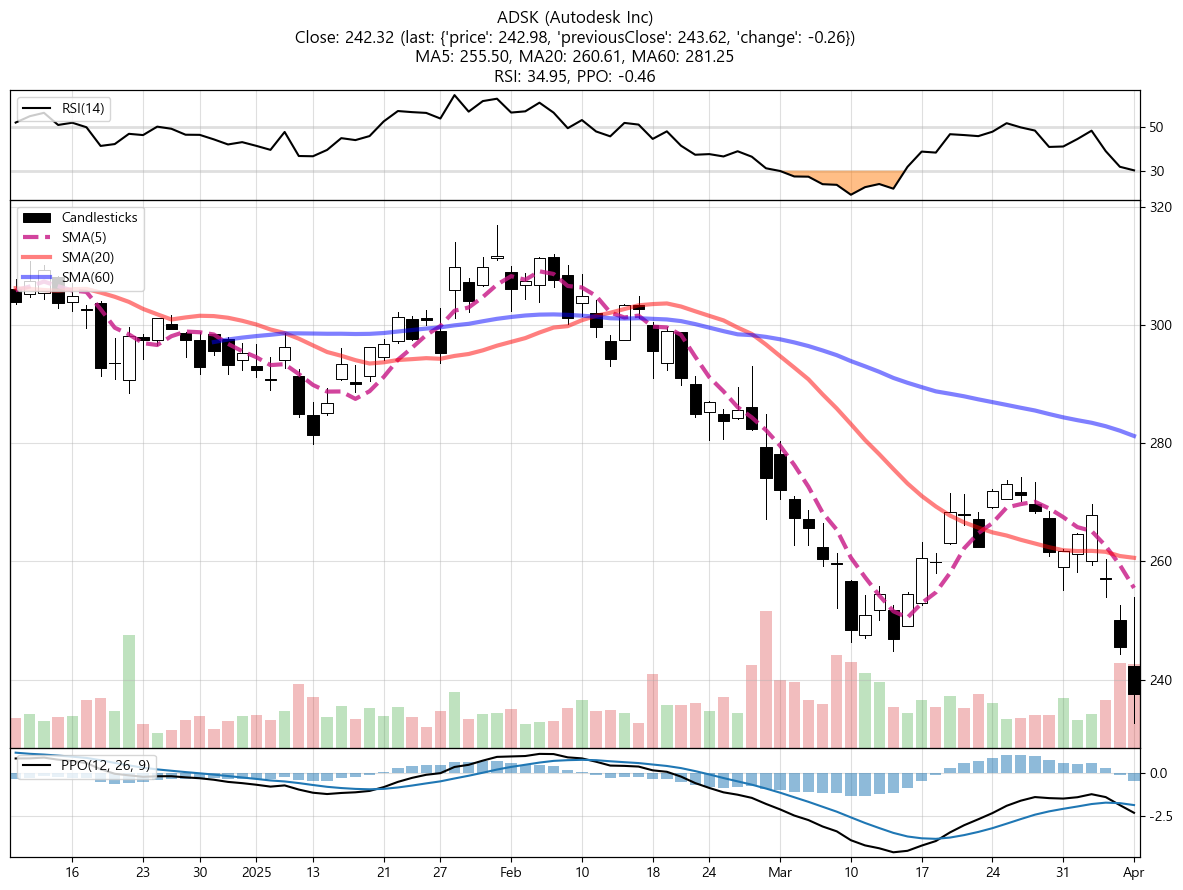 ADSK (Autodesk Inc)
Close: 242.32 (last: {'price': 242.98, 'previousClose': 243.62, 'change': -0.26})
MA5: 255.50, MA20: 260.61, MA60: 281.25
RSI: 34.95, PPO: -0.46
RSI(14)
50
30
Candlesticks
SMA(5)
SMA(20)
SMA(60)
320
300
280
260
240
PPO(12, 26, 9)
0.0
-2.5
16 23 30 2025 13 21 27 Feb 10 18 24 Mar 10 17 24 31 Apr